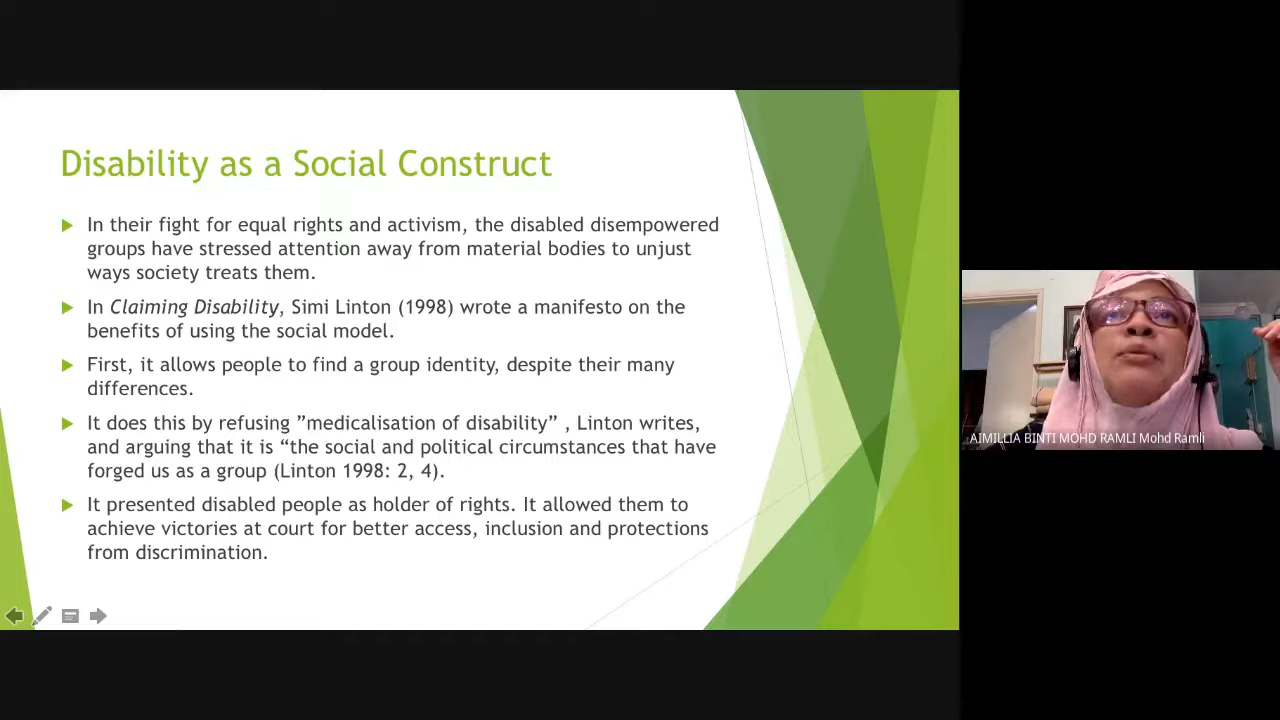 Disability as a Social Construct
In their fight for equal rights and activism, the disabled disempowered
groups have stressed attention away from material bodies to unjust
ways society treats them.
In Claiming Disability, Simi Linton (1998) wrote a manifesto on the
benefits of using the social model.
First, it allows people to find a group identity, despite their many
differences.
It does this by refusing ”medicalisation of disability” , Linton writes,
and arguing that it is “the social and political circumstances that have
forged us as a group (Linton 1998: 2, 4).
It presented disabled people as holder of rights. It allowed them to
achieve victories at court for better access, inclusion and protections
from discrimination.
AIMILLIA BINTI MOHD RAMLI Mohd Ramli